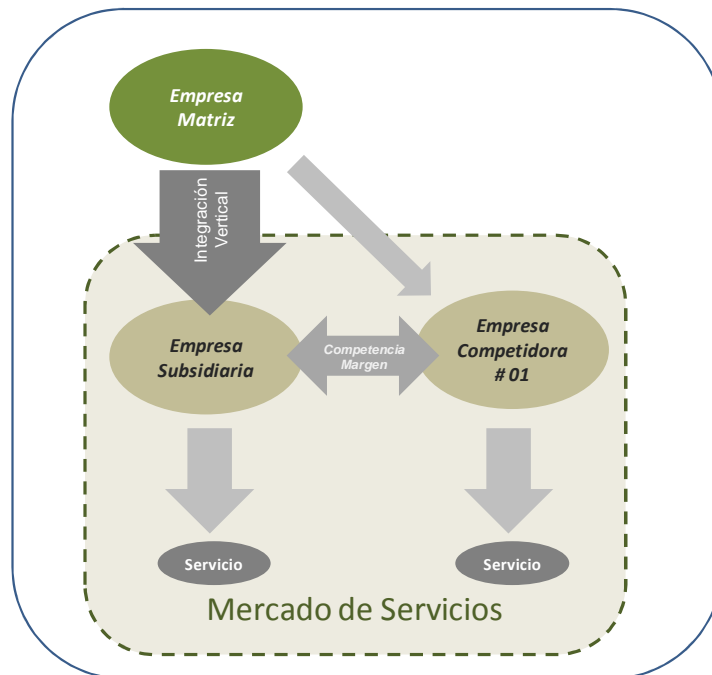 Empresa
Matriz
Integración
Vertical
Empresa
Subsidiaria
Competencia
Margen
Empresa
Competidora
# 01
Servicio
Servicio
Mercado de Servicios